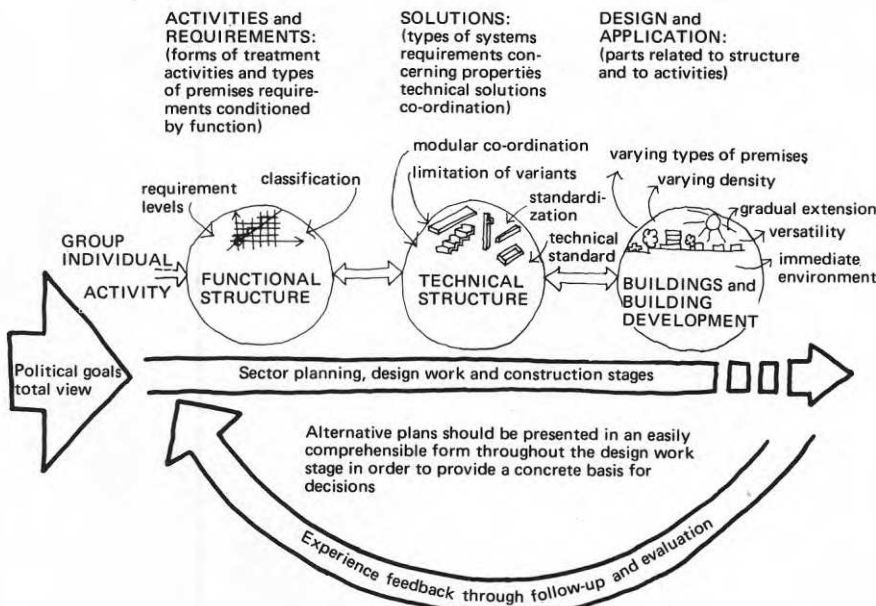 ACTIVITIES and
REQUIREMENTS:
(forms of treatment
activities and types
of premises require-
ments conditioned
by function)
SOLUTIONS:
(types of systems
requirements con-
cerning properties
technical solutions
co-ordination)
DESIGN and
APPLICATION:
(parts related to structure
and to activities)
requirement
levels
classification
modular co-ordination
limitation of variants
standardi-
zation
technical
standard
varying types of premises
varying density
gradual extension
versatility
immediate
environment
GROUP
INDIVIDUAL
ACTIVITY
FUNCTIONAL
STRUCTURE
TECHNICAL
STRUCTURE
BUILDINGS and
BUILDING
DEVELOPMENT
Political goals
total view
Sector planning, design work and construction stages
Alternative plans should be presented in an easily
comprehensible form throughout the design work
stage in order to provide a concrete basis for
decisions
Experience feedback through follow-up and evaluation